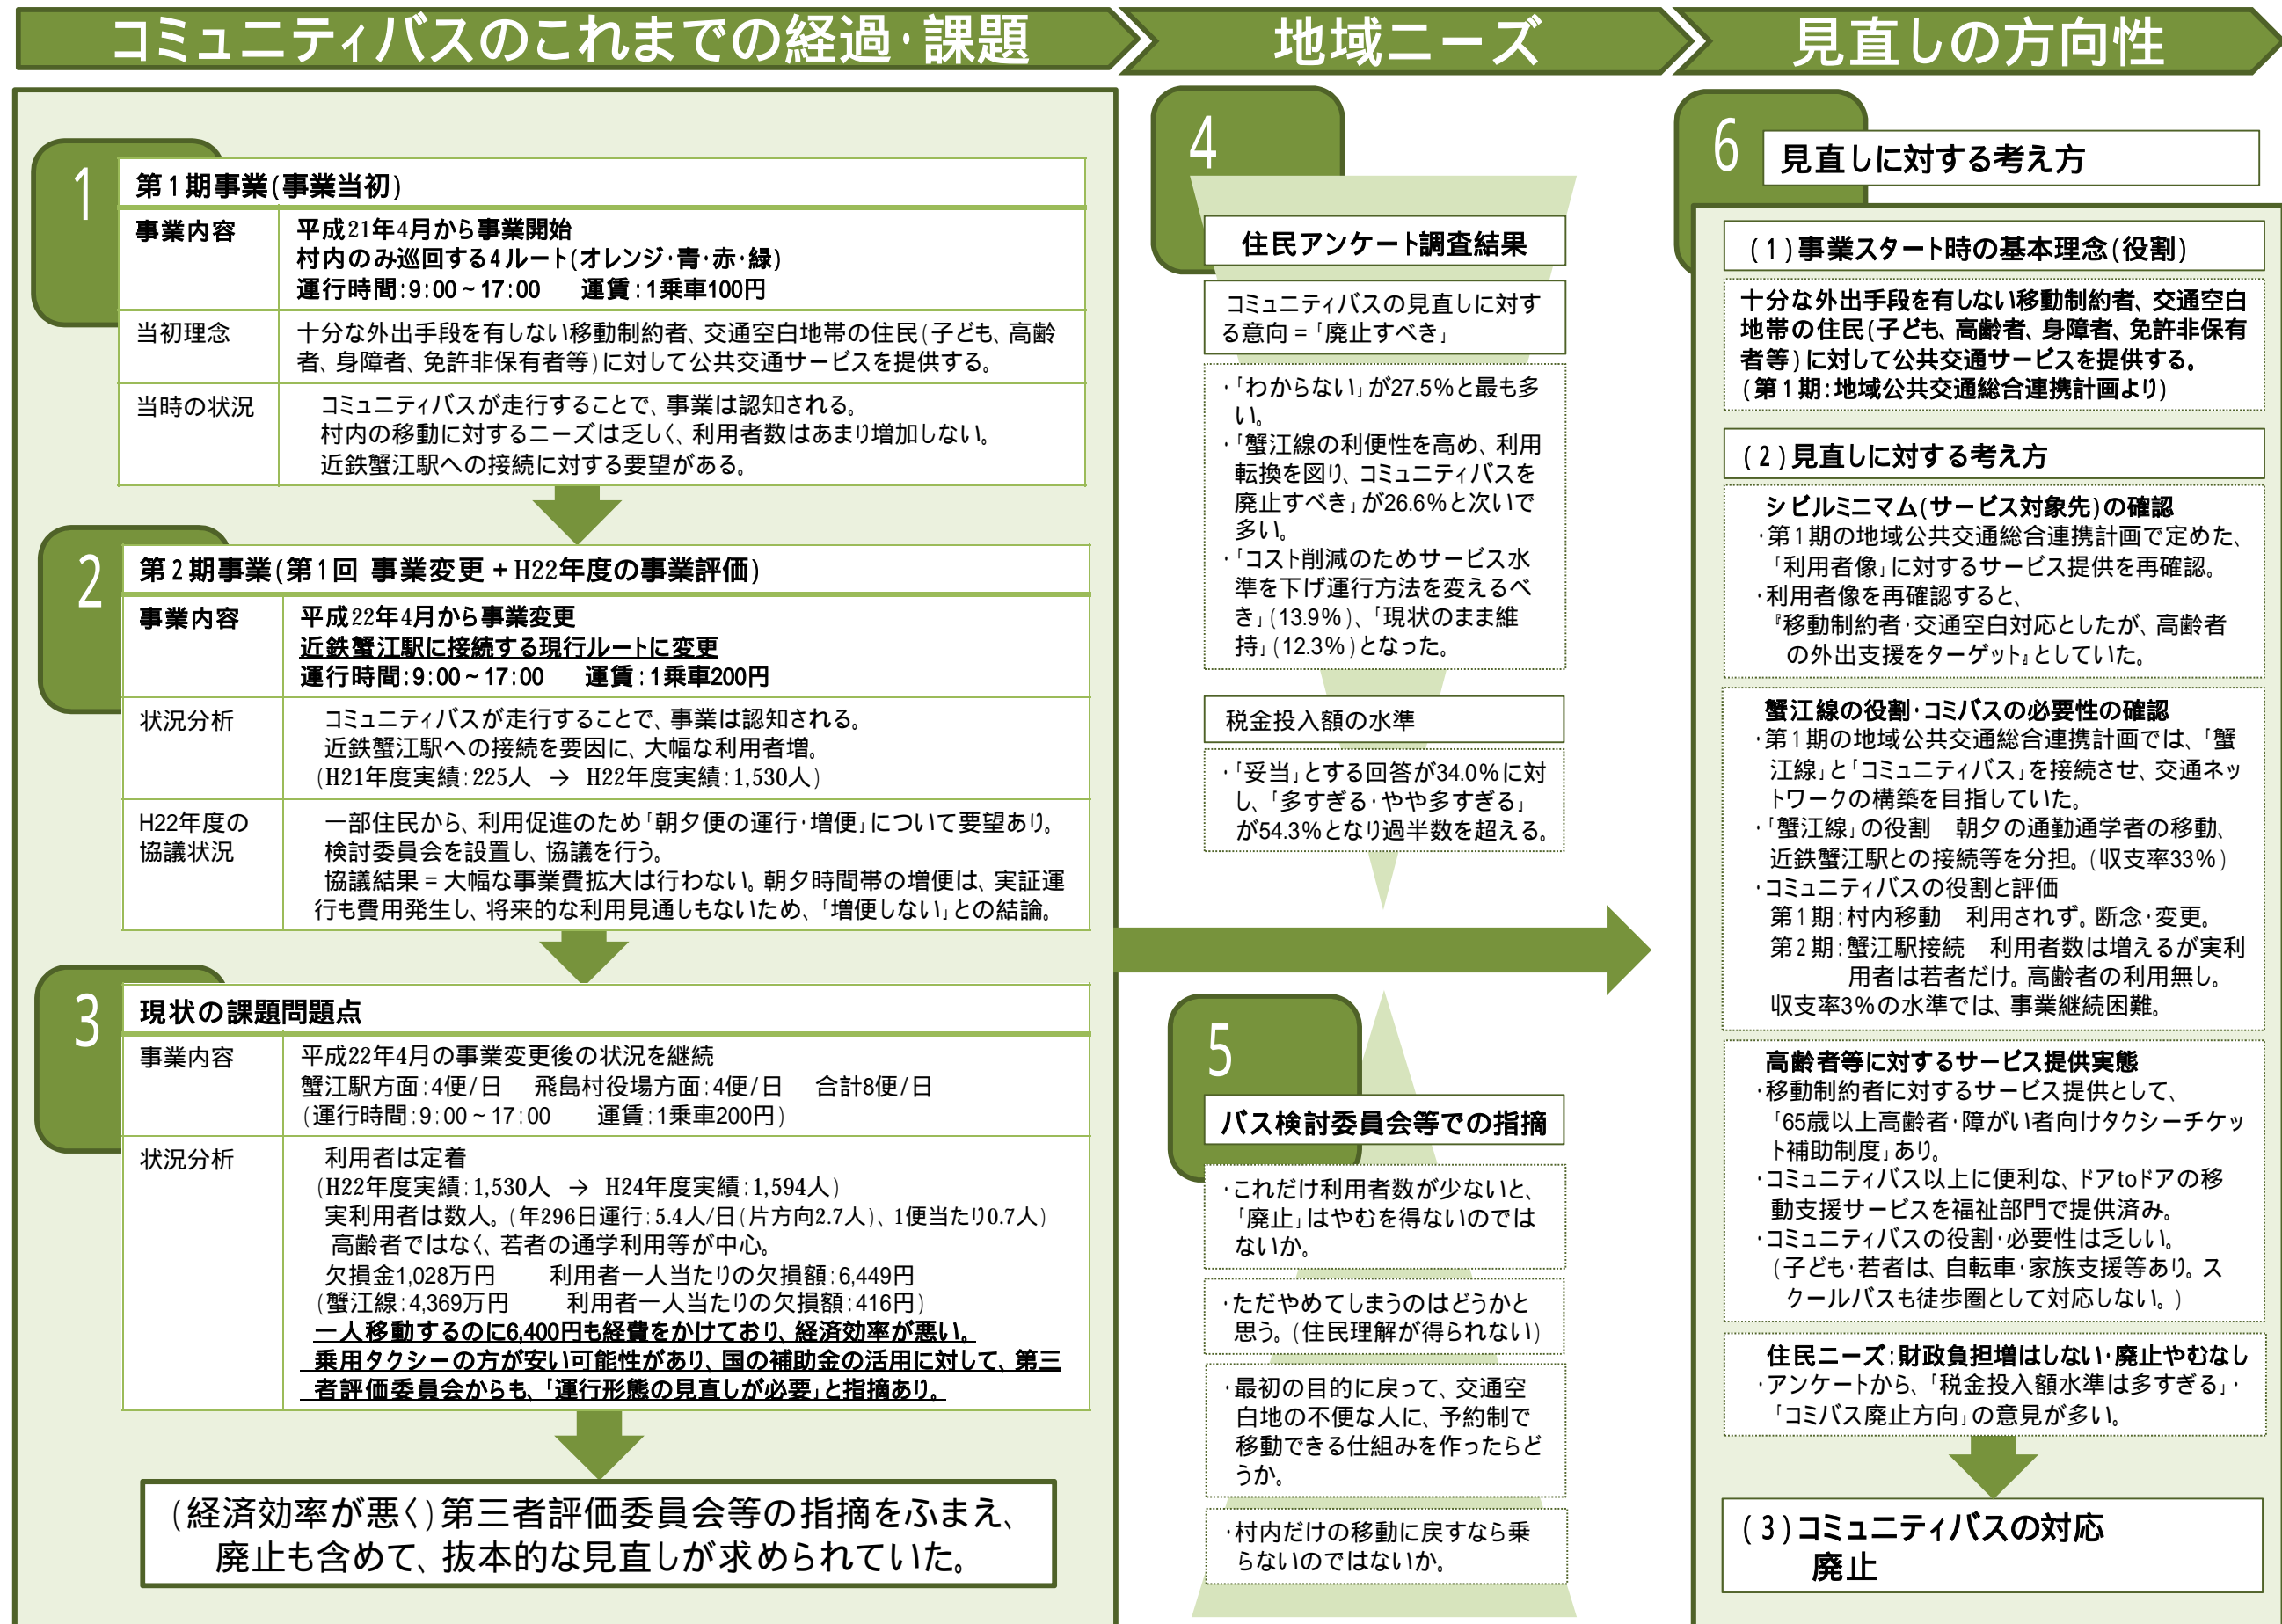 コミュニティバスのこれまでの経過・課題
地域ニーズ
見直しの方向性
1
第1期事業(事業当初)
事業内容
平成21年4月から事業開始
村内のみ巡回する4ルート(オレンジ・青・赤・緑)
運行時間:9:00~17:00 運賃:1乗車100円
当初理念
十分な外出手段を有しない移動制約者、交通空白地帯の住民(子ども、高齢
者、身障者、免許非保有者等)に対して公共交通サービスを提供する。
当時の状況
コミュニティバスが走行することで、事業は認知される。
村内の移動に対するニーズは乏しく、利用者数はあまり増加しない。
近鉄蟹江駅への接続に対する要望がある。
2
第2期事業(第1回 事業変更+H22年度の事業評価)
事業内容
平成22年4月から事業変更
近鉄蟹江駅に接続する現行ルートに変更
運行時間:9:00~17:00 運賃:1乗車200円
状況分析
コミュニティバスが走行することで、事業は認知される。
近鉄蟹江駅への接続を要因に、大幅な利用者増。
(H21年度実績:225人 → H22年度実績:1,530人)
H22年度の
協議状況
一部住民から、利用促進のため「朝夕便の運行・増便」について要望あり。
検討委員会を設置し、協議を行う。
協議結果=大幅な事業費拡大は行わない。朝夕時間帯の増便は、実証運
行も費用発生し、将来的な利用見通しもないため、「増便しない」との結論。
3
現状の課題問題点
事業内容
平成22年4月の事業変更後の状況を継続
蟹江駅方面:4便/日 飛島村役場方面:4便/日 合計8便/日
(運行時間:9:00~17:00 運賃:1乗車200円)
状況分析
利用者は定着
(H22年度実績:1,530人 → H24年度実績:1,594人)
実利用者は数人。(年296日運行:5.4人/日(片方向2.7人)、1便当たり0.7人)
高齢者ではなく、若者の通学利用等が中心。
欠損金1,028万円 利用者一人当たりの欠損額:6,449円
(蟹江線:4,369万円 利用者一人当たりの欠損額:416円)
一人移動するのに6,400円も経費をかけており、経済効率が悪い。
乗用タクシーの方が安い可能性があり、国の補助金の活用に対して、第三
者評価委員会からも、「運行形態の見直しが必要」と指摘あり。
(経済効率が悪く)第三者評価委員会等の指摘をふまえ、
廃止も含めて、抜本的な見直しが求められていた。
4
住民アンケート調査結果
コミュニティバスの見直しに対す
る意向=「廃止すべき」
・「わからない」が27.5%と最も多
い。
・「蟹江線の利便性を高め、利用
転換を図り、コミュニティバスを
廃止すべき」が26.6%と次いで
多い。
・「コスト削減のためサービス水
準を下げ運行方法を変えるべ
き」(13.9%)、「現状のまま維
持」(12.3%)となった。
税金投入額の水準
・「妥当」とする回答が34.0%に対
し、「多すぎる・やや多すぎる」
が54.3%となり過半数を超える。
5
バス検討委員会等での指摘
・これだけ利用者数が少ないと、
「廃止」はやむを得ないのでは
ないか。
・ただやめてしまうのはどうかと
思う。(住民理解が得られない)
・最初の目的に戻って、交通空
白地の不便な人に、予約制で
移動できる仕組みを作ったらど
うか。
・村内だけの移動に戻すなら乗
らないのではないか。
6
見直しに対する考え方
(1)事業スタート時の基本理念(役割)
十分な外出手段を有しない移動制約者、交通空白
地帯の住民(子ども、高齢者、身障者、免許非保有
者等)に対して公共交通サービスを提供する。
(第1期:地域公共交通総合連携計画より)
(2)見直しに対する考え方
シビルミニマム(サービス対象先)の確認
・第1期の地域公共交通総合連携計画で定めた、
「利用者像」に対するサービス提供を再確認。
・利用者像を再確認すると、
『移動制約者・交通空白対応としたが、高齢者
の外出支援をターゲット』としていた。
蟹江線の役割・コミバスの必要性の確認
・第1期の地域公共交通総合連携計画では、「蟹
江線」と「コミュニティバス」を接続させ、交通ネッ
トワークの構築を目指していた。
・「蟹江線」の役割 朝夕の通勤通学者の移動、
近鉄蟹江駅との接続等を分担。(収支率33%)
・コミュニティバスの役割と評価
第1期:村内移動 利用されず。断念・変更。
第2期:蟹江駅接続 利用者数は増えるが実利
用者は若者だけ。高齢者の利用無し。
収支率3%の水準では、事業継続困難。
高齢者等に対するサービス提供実態
・移動制約者に対するサービス提供として、
「65歳以上高齢者・障がい者向けタクシーチケッ
ト補助制度」あり。
・コミュニティバス以上に便利な、ドアtoドアの移
動支援サービスを福祉部門で提供済み。
・コミュニティバスの役割・必要性は乏しい。
(子ども・若者は、自転車・家族支援等あり。ス
クールバスも徒歩圏として対応しない。)
住民ニーズ:財政負担増はしない・廃止やむなし
・アンケートから、「税金投入額水準は多すぎる」・
「コミバス廃止方向」の意見が多い。
(3)コミュニティバスの対応
廃止